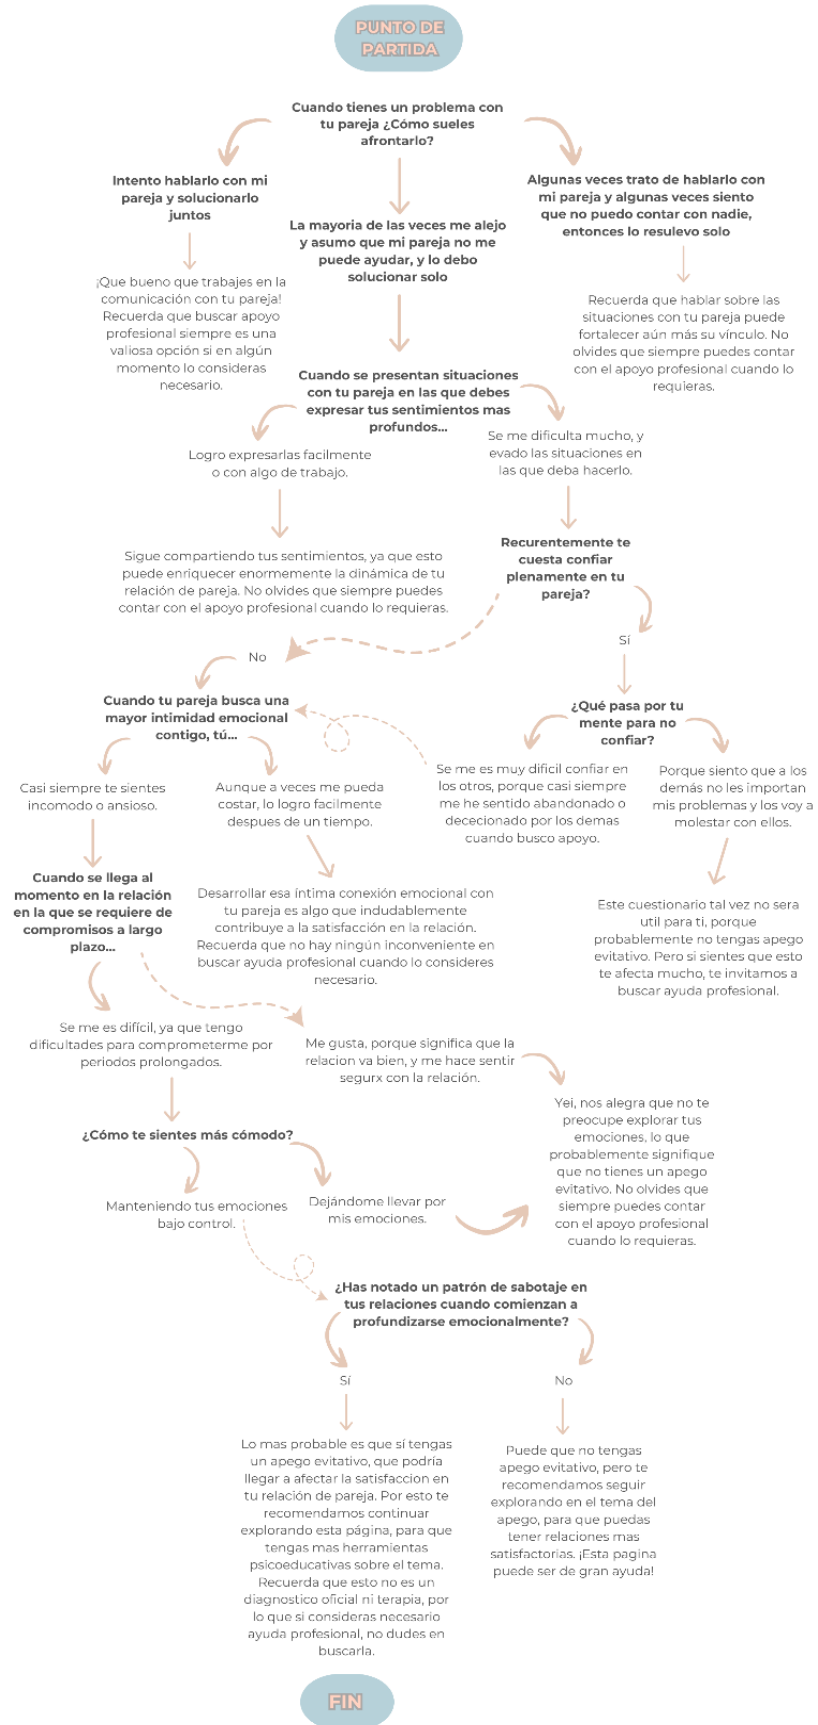 PUNTO DE
PARTIDA
Cuando tienes un problema con
tu pareja ¿Cómo sueles
afrontarlo?
Intento hablarlo con mi
pareja y solucionarlo
juntos
La mayoria de las veces me alejo
y asumo que mi pareja no me
puede ayudar, y lo debo
solucionar solo
Algunas veces trato de hablarlo con
mi pareja y algunas veces siento
que no puedo contar con nadie,
entonces lo resulevo solo
¡Que bueno que trabajes en la
comunicación con tu pareja!
Recuerda que buscar apoyo
profesional siempre es una
valiosa opción si en algún
momento lo consideras
necesario.
Recuerda que hablar sobre las
situaciones con tu pareja puede
fortalecer aún más su vínculo. No
olvides que siempre puedes contar
con el apoyo profesional cuando lo
requieras.
Cuando se presentan situaciones
con tu pareja en las que debes
expresar tus sentimientos mas
profundos...
Logro expresarlas facilmente
o con algo de trabajo.
Se me dificulta mucho, y
evado las situaciones en
las que deba hacerlo.
Sigue compartiendo tus sentimientos, ya que esto
puede enriquecer enormemente la dinámica de tu
relación de pareja. No olvides que siempre puedes
contar con el apoyo profesional cuando lo requieras.
Recurentemente te
cuesta confiar
plenamente en tu
pareja?
No
Sí
Cuando tu pareja busca una
mayor intimidad emocional
contigo, tú...
¿Qué pasa por tu
mente para no
confiar?
Casi siempre te sientes
incomodo o ansioso.
Aunque a veces me pueda
costar, lo logro facilmente
despues de un tiempo.
Se me es muy dificil confiar en
los otros, porque casi siempre
me he sentido abandonado o
dececionado por los demas
cuando busco apoyo.
Porque siento que a los
demás no les importan
mis problemas y los voy a
molestar con ellos.
Cuando se llega al
momento en la relación
en la que se requiere de
compromisos a largo
plazo...
Desarrollar esa íntima conexión emocional con
tu pareja es algo que indudablemente
contribuye a la satisfacción en la relación.
Recuerda que no hay ningún inconveniente en
buscar ayuda profesional cuando lo consideres
necesario.
Este cuestionario tal vez no sera
util para ti, porque
probablemente no tengas apego
evitativo. Pero si sientes que esto
te afecta mucho, te invitamos a
buscar ayuda profesional.
Se me es difícil, ya que tengo
dificultades para comprometerme por
periodos prolongados.
Me gusta, porque significa que la
relacion va bien, y me hace sentir
segurx con la relación.
Yei, nos alegra que no te
preocupe explorar tus
emociones, lo que
probablemente signifique
que no tienes un apego
evitativo. No olvides que
siempre puedes contar
con el apoyo profesional
cuando lo requieras.
¿Cómo te sientes más cómodo?
Manteniendo tus emociones
bajo control.
Dejándome llevar por
mis emociones.
¿Has notado un patrón de sabotaje en
tus relaciones cuando comienzan a
profundizarse emocionalmente?
Sí
No
Lo mas probable es que sí tengas
un apego evitativo, que podría
llegar a afectar la satisfaccion en
tu relación de pareja. Por esto te
recomendamos continuar
explorando esta página, para que
tengas mas herramientas
psicoeducativas sobre el tema.
Recuerda que esto no es un
diagnostico oficial ni terapia, por
lo que si consideras necesario
ayuda profesional, no dudes en
buscarla.
Puede que no tengas
apego evitativo, pero te
recomendamos seguir
explorando en el tema del
apego, para que puedas
tener relaciones mas
satisfactorias. ¡Esta pagina
puede ser de gran ayuda!
FIN